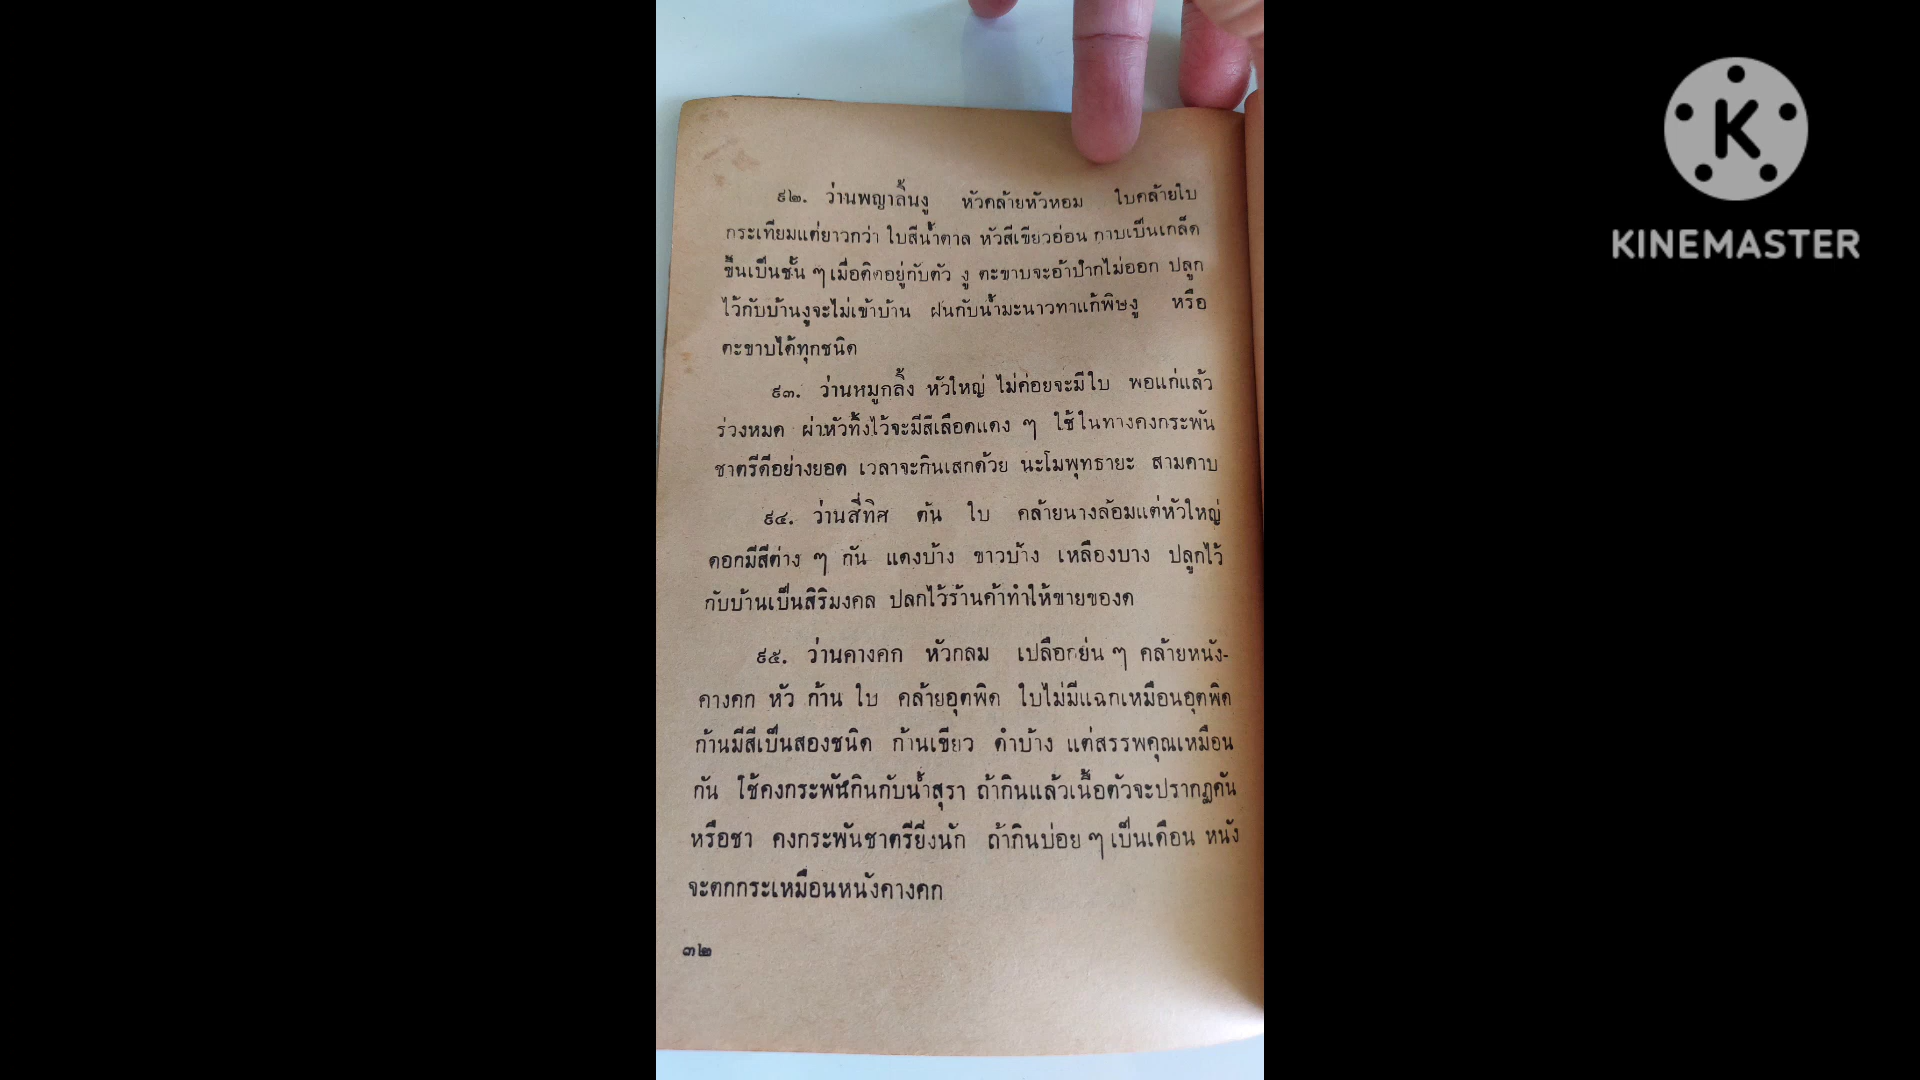 ๙๒. ว่านพญาลิ้นงู หัวคล้ายหัวหอม ใบคล้ายใบ
กระเทียมแต่ยาวกว่า ใบสีน้ำตาล หัวสีเขียวอ่อน กาบเป็นเกล็ด
ขึ้นเป็นชั้น ๆ เมื่อติดอยู่กับตัว งู ตะขาบจะอ้าปากไม่ออก ปลูก
ไว้กับบ้านงูจะไม่เข้าบ้าน ฝนกับน้ำมะนาวทาแก้พิษงู หรือ
ตะขาบได้ทุกชนิด
๙๓. ว่านหมูกลิ้ง หัวใหญ่ ไม่ค่อยจะมีใบ พอแก่แล้ว
ร่วงหมด ผ่าหัวทิ้งไว้จะมีสีเลือดแดง ๆ ใช้ในทางคงกระพัน
ชาตรีดีอย่างยอด เวลาจะกินเสกด้วย นะโมพุทธายะ สามคาบ
๙๔. ว่านสี่ทิศ ต้น ใบ คล้ายนางล้อมแต่หัวใหญ่
ดอกมีสีต่าง ๆ กัน แดงบ้าง ขาวบ้าง เหลืองบาง ปลูกไว้
กับบ้านเป็นสิริมงคล ปลกไว้ร้านค้าทำให้ขายของด
๙๕. ว่านคางคก หัวกลม เปลือกย่น ๆ คล้ายหนัง-
คางคก หัว ก้าน ใบ คล้ายอุตพิด ใบไม่มีแฉกเหมือนอุตพิด
ก้านมีสีเป็นสองชนิด ก้านเขียว ดำบ้าง แต่สรรพคุณเหมือน
กัน ใช้คงกระพันกินกับน้ำสุรา ถ้ากินแล้วเนื้อตัวจะปรากฏคัน
หรือชา คงกระพันชาตรียิ่งนัก ถ้ากินบ่อย ๆ เป็นเดือน หนัง
จะตกกระเหมือนหนังคางคก
๓๒
KINEMASTER